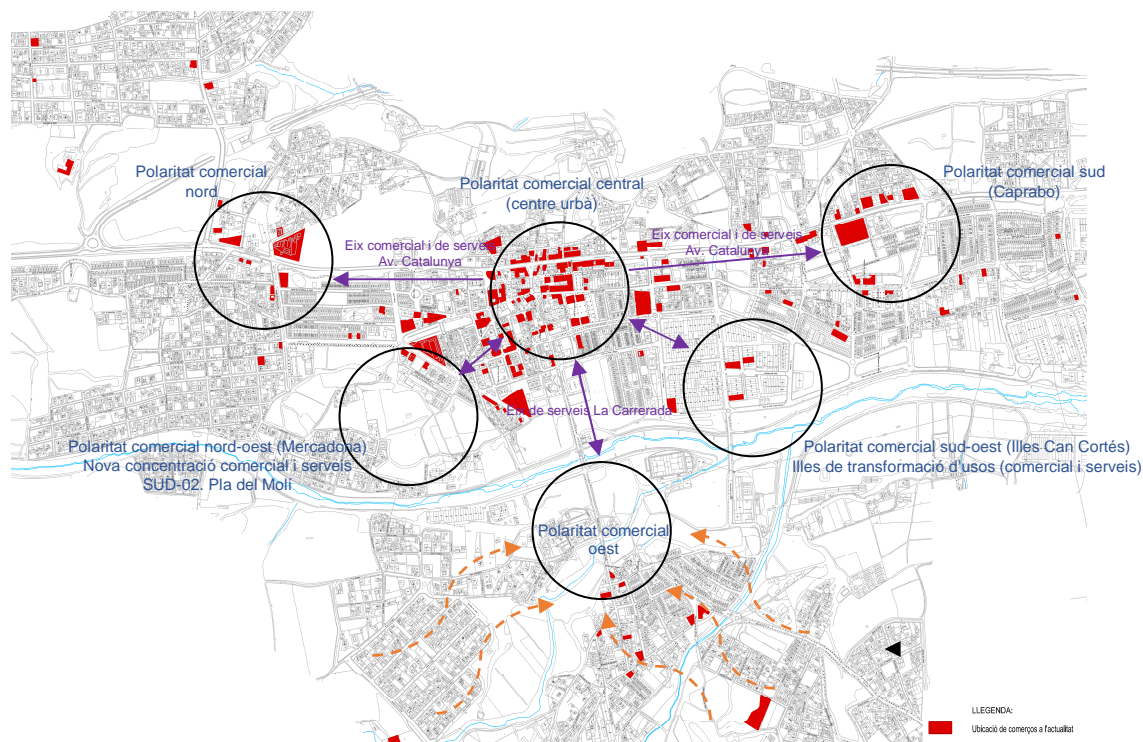 Polaritat comercial
nord
Polaritat comercial central
(centre urbà)
Polaritat comercial sud
(Caprabo)
Eix comercial i de serveis
Av. Catalunya
Eix comercial i de serveis
Av. Catalunya
Eix de serveis La Carrerada
Polaritat comercial nord-oest (Mercadona)
Nova concentració comercial i serveis
SUD-02. Pla del Molí
Polaritat comercial sud-oest (Illes Can Cortés)
Illes de transformació d'usos (comercial i serveis)
Polaritat comercial
oest
LLEGENDA:
Ubicació de comerços a l'actualitat